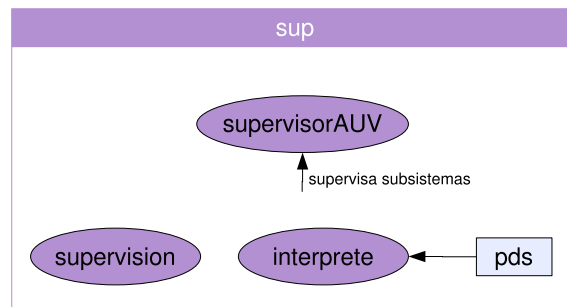 sup
supervisorAUV
supervisa subsistemas
supervision
interprete
pds